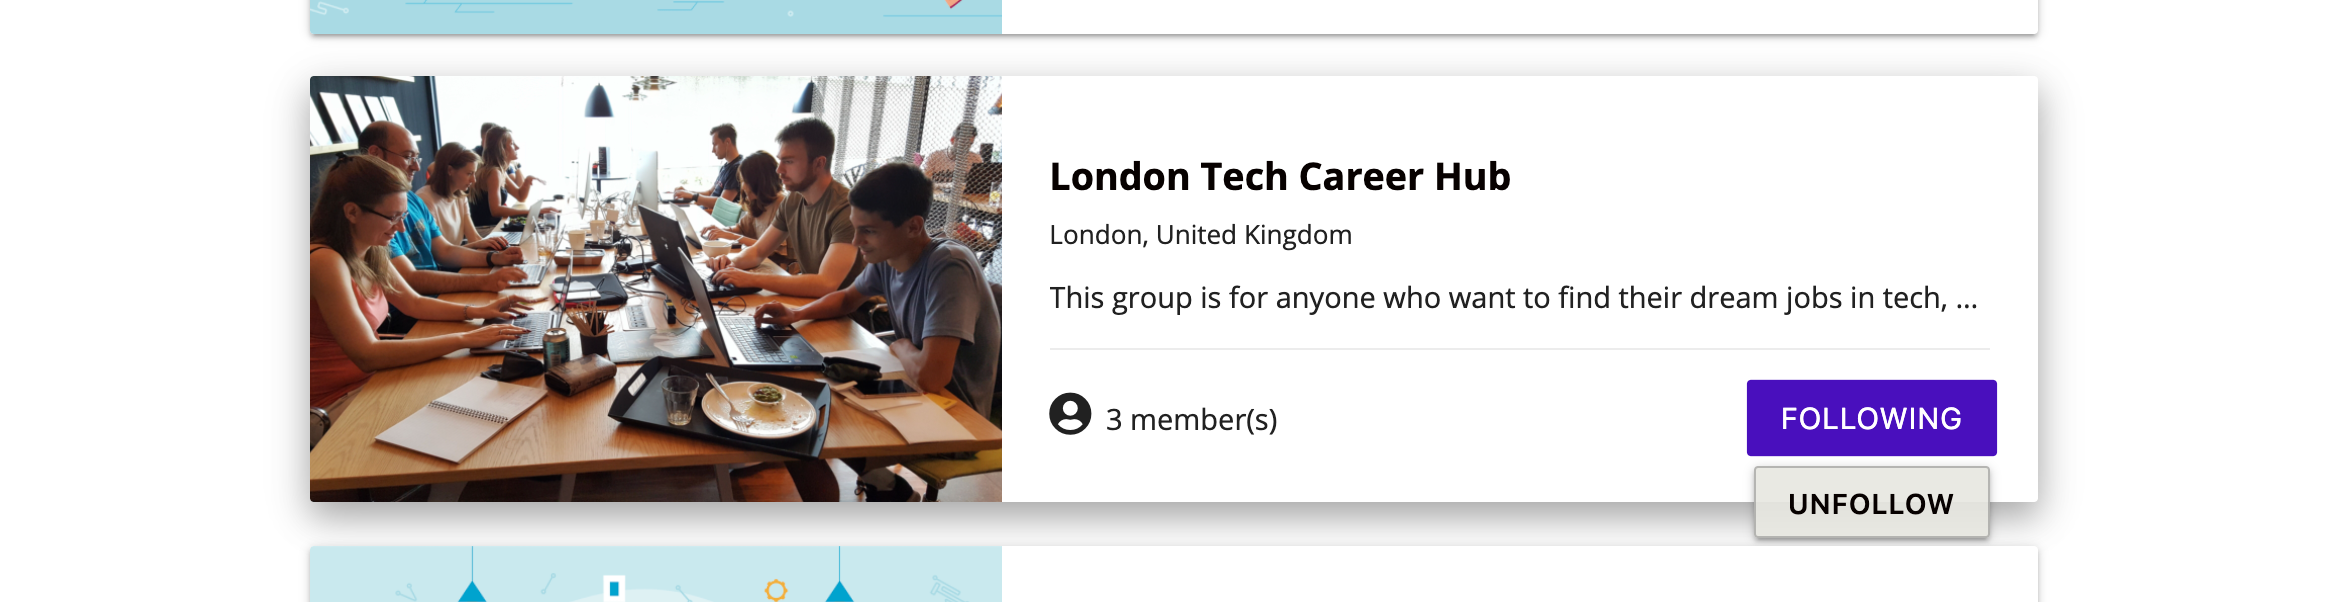 London Tech Career Hub
London, United Kingdom
This group is for anyone who want to find their dream jobs in tech, ...
3 member(s)
FOLLOWING
UNFOLLOW